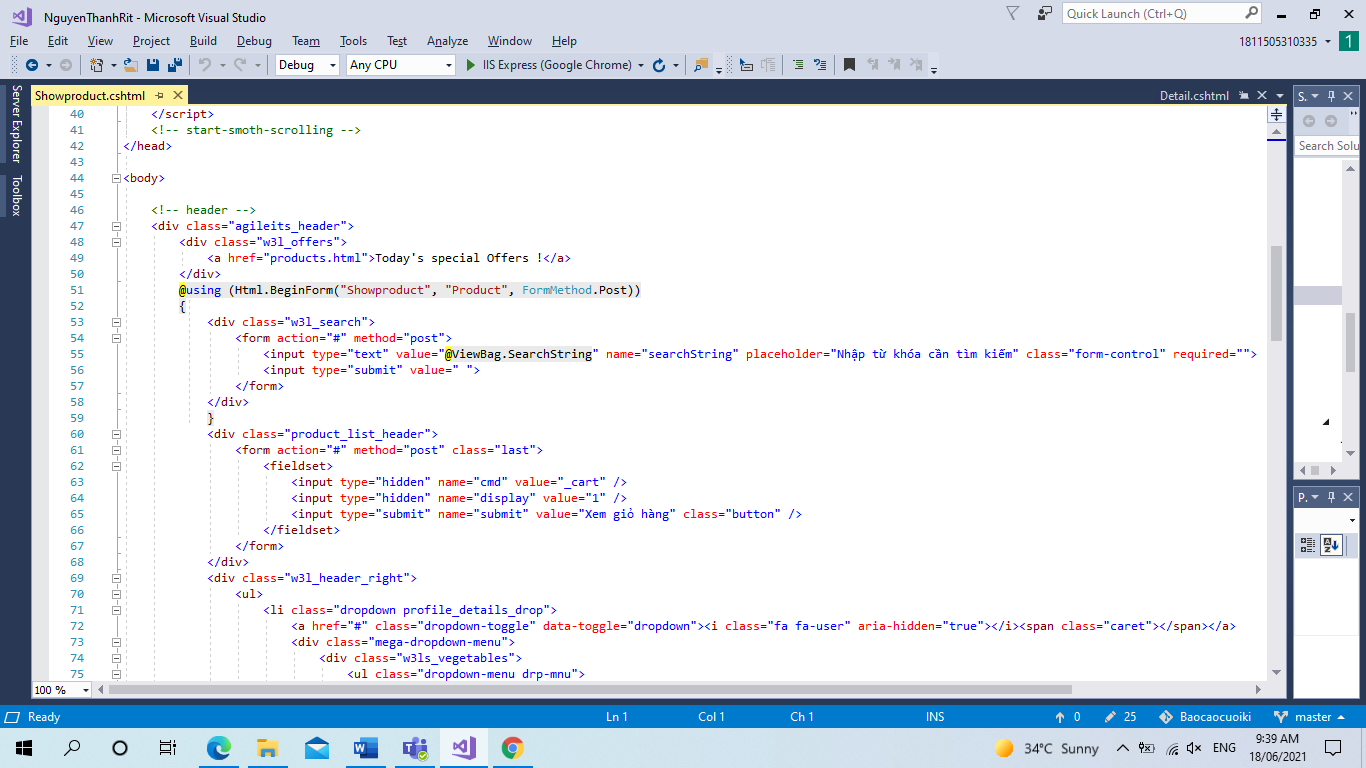 NguyenThanhRit - Microsoft Visual Studio
Quick Launch (Ctrl+Q)
File Edit View Project Build Debug Team Tools Test Analyze Window Help
1811505310335
1
Debug Any CPU IIS Express (Google Chrome)
Server Explorer
Toolbox
Showproduct.cshtml
Detail.cshtml
S.
Search Solu
40 </script>
41 <!-- start-smoth-scrolling -->
42 </head>
43
44 <body>
45
46 <!-- header -->
47 <div class="agileits_header">
48 <div class="w3l_offers">
49 <a href="products.html">Today's special Offers !</a>
50 </div>
51 @using (Html.BeginForm("Showproduct", "Product", FormMethod.Post))
52 {
53 <div class="w3l_search">
54 <form action="#" method="post">
55 <input type="text" value="@ViewBag.SearchString" name="searchString" placeholder="Nhập từ khóa cần tìm kiếm" class="form-control" required="">
56 <input type="submit" value=" ">
57 </form>
58 </div>
59 }
60 <div class="product_list_header">
61 <form action="#" method="post" class="last">
62 <fieldset>
63 <input type="hidden" name="cmd" value="_cart" />
64 <input type="hidden" name="display" value="1" />
65 <input type="submit" name="submit" value="Xem giỏ hàng" class="button" />
66 </fieldset>
67 </form>
68 </div>
69 <div class="w3l_header_right">
70 <ul>
71 <li class="dropdown profile_details_drop">
72 <a href="#" class="dropdown-toggle" data-toggle="dropdown"><i class="fa fa-user" aria-hidden="true"></i><span class="caret"></span></a>
73 <div class="mega-dropdown-menu">
74 <div class="w3ls_vegetables">
75 <ul class="dropdown-menu drp-mnu">
P.
100 %
Ready Ln 1 Col 1 Ch 1 INS 0 25 Baocaocuoiki master
34°C Sunny ENG
9:39 AM
18/06/2021